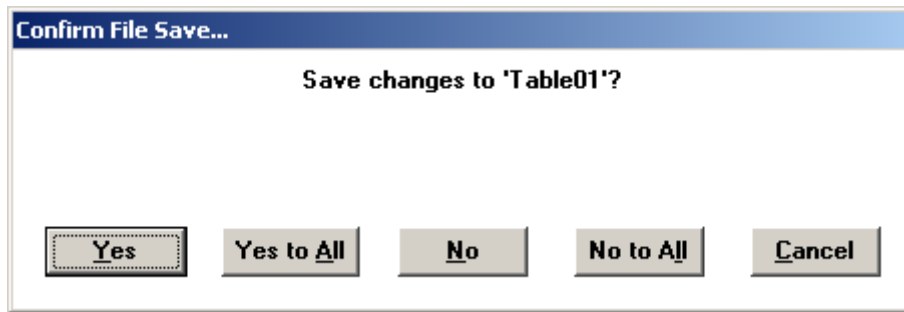 Confirm File Save...
Save changes to 'Table01'?
Yes
Yes to All
No
No to All
Cancel